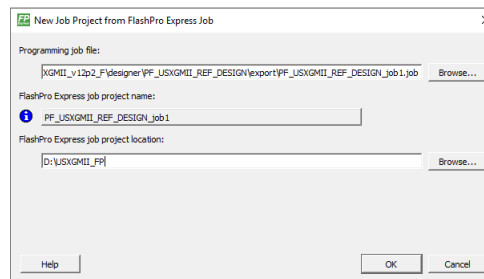 FP New Job Project from FlashPro Express Job
Programming job file:
XGMII_v12p2_F\designer\PF_USXGMII_REF_DESIGN\export\PF_USXGMII_REF_DESIGN_job1.job Browse...
FlashPro Express job project name:
PF_USXGMII_REF_DESIGN_job1
FlashPro Express job project location:
D:\USXGMII_FP Browse...
Help OK Cancel